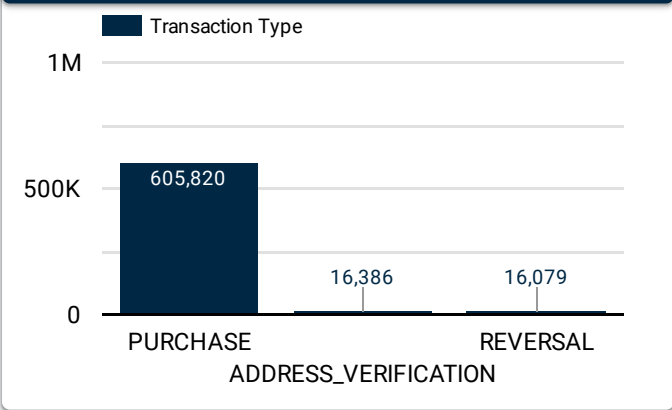 Transaction Type
1M
500K
0
605,820
16,386
16,079
PURCHASE
REVERSAL
ADDRESS_VERIFICATION